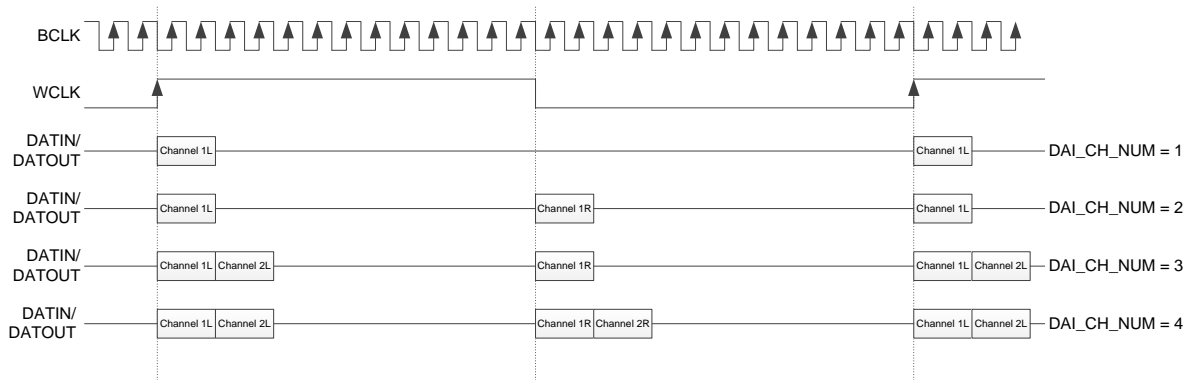 BCLK
WCLK
DATIN/
DATOUT
Channel 1L
Channel 1L
DAI_CH_NUM = 1
DATIN/
DATOUT
Channel 1L
Channel 1R
Channel 1L
DAI_CH_NUM = 2
DATIN/
DATOUT
Channel 1L
Channel 2L
Channel 1R
Channel 1L
Channel 2L
DAI_CH_NUM = 3
DATIN/
DATOUT
Channel 1L
Channel 2L
Channel 1R
Channel 2R
Channel 1L
Channel 2L
DAI_CH_NUM = 4